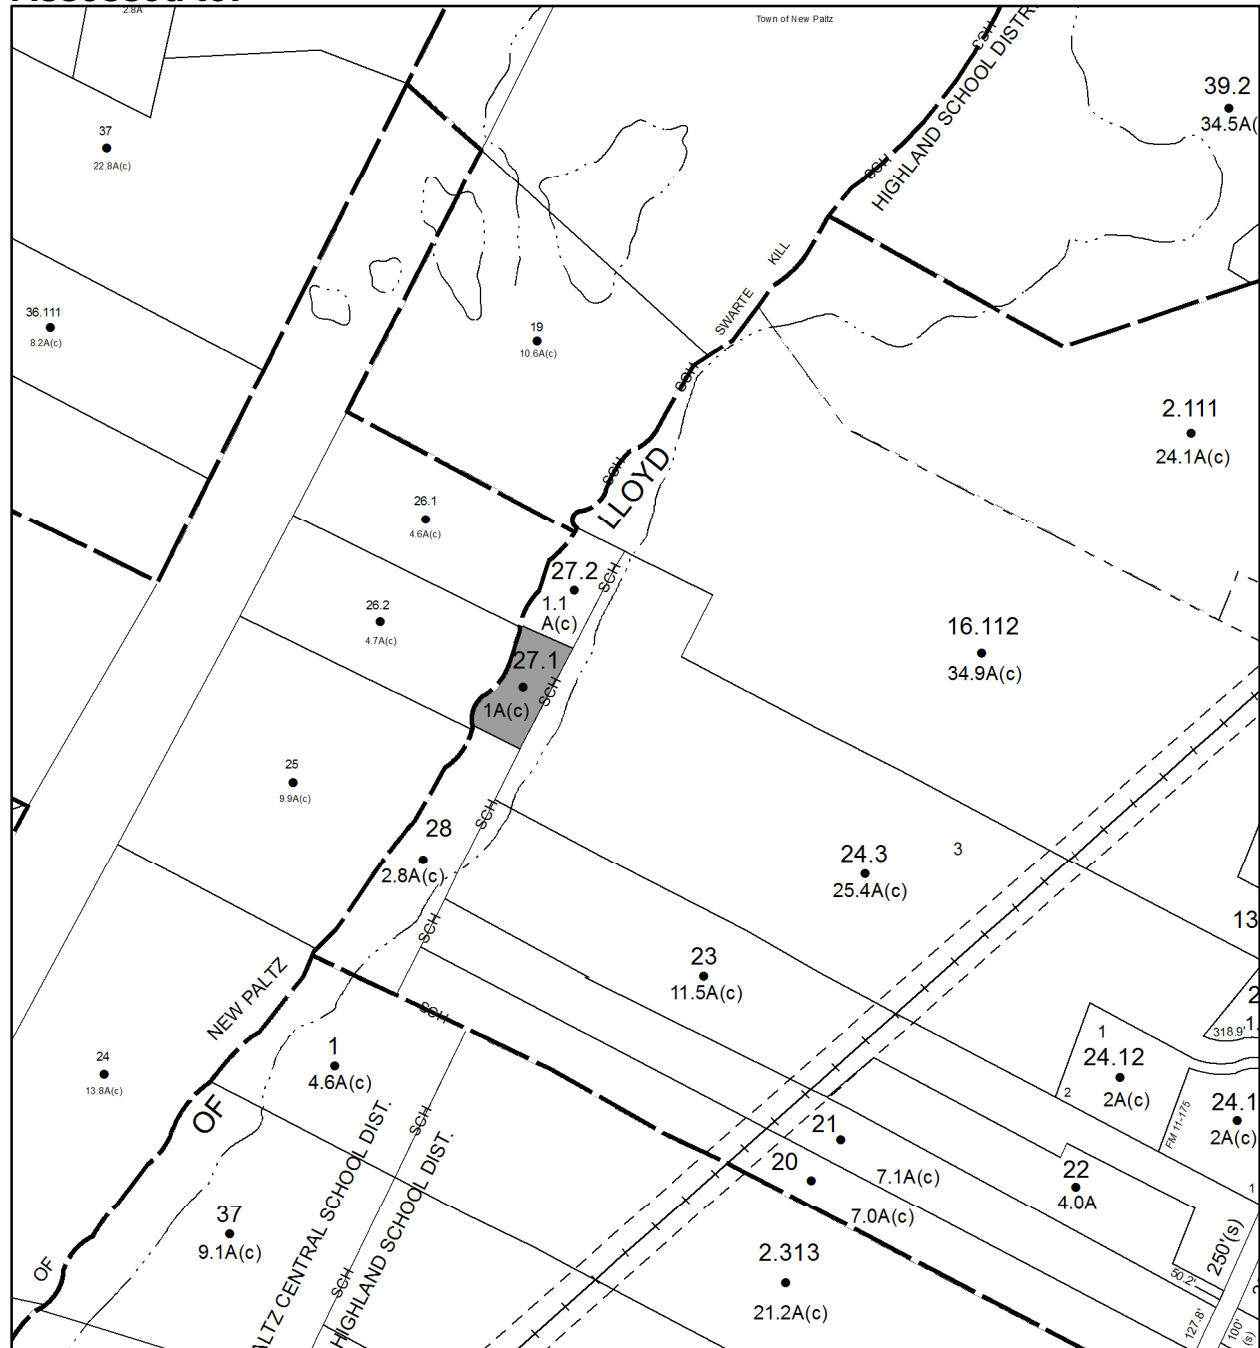 2.8A
Town of New Paltz
SCH
HIGHLAND SCHOOL DISTR
39.2
34.5A(
37
22.8A(c)
SCH
KILL
SWARTE
36.111
8.2A(c)
19
10.6A(c)
SCH
2.111
24.1A(c)
SCH
LLOYD
26.1
4.6A(c)
27.2
1.1
A(c)
SCH
26.2
4.7A(c)
16.112
34.9A(c)
27.1
1A(c)
SCH
25
9.9A(c)
28
2.8A(c)
SCH
24.3
25.4A(c)
3
13
SCH
23
11.5A(c)
NEW PALTZ
SCH
2
1.
318.9'
1
24.12
2A(c)
2
FM 11-175
24.1
2A(c)
1
24
13.8A(c)
1
4.6A(c)
OF
SCH
21
7.1A(c)
20
7.0A(c)
22
4.0A
1
37
9.1A(c)
OF
ALTZ CENTRAL SCHOOL DIST.
HIGHLAND SCHOOL DIST.
SCH
2.313
21.2A(c)
250'(s)
50.2'
127.8'
100'
(s)
2